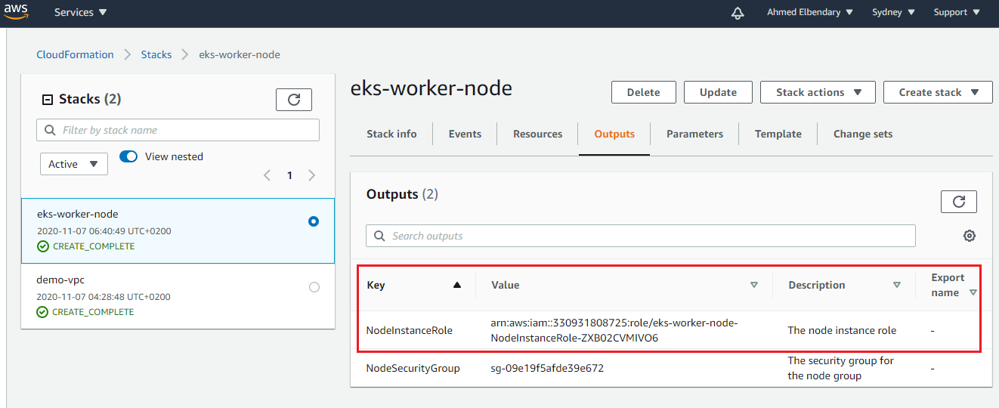 aws
Services
Ahmed Elbendary
Sydney
Support
CloudFormation
Stacks
eks-worker-node
Stacks (2)
Filter by stack name
Active
View nested
1
eks-worker-node
2020-11-07 06:40:49 UTC+0200
CREATE_COMPLETE
demo-vpc
2020-11-07 04:28:48 UTC+0200
CREATE_COMPLETE
eks-worker-node
Delete
Update
Stack actions
Create stack
Stack info
Events
Resources
Outputs
Parameters
Template
Change sets
Outputs (2)
Search outputs
Key
Value
Description
Export
name
NodeInstanceRole
arn:aws:iam::330931808725:role/eks-worker-node-
NodeInstanceRole-ZXB02CVMIVO6
The node instance role
-
NodeSecurityGroup
sg-09e19f5afde39e672
The security group for
the node group
-